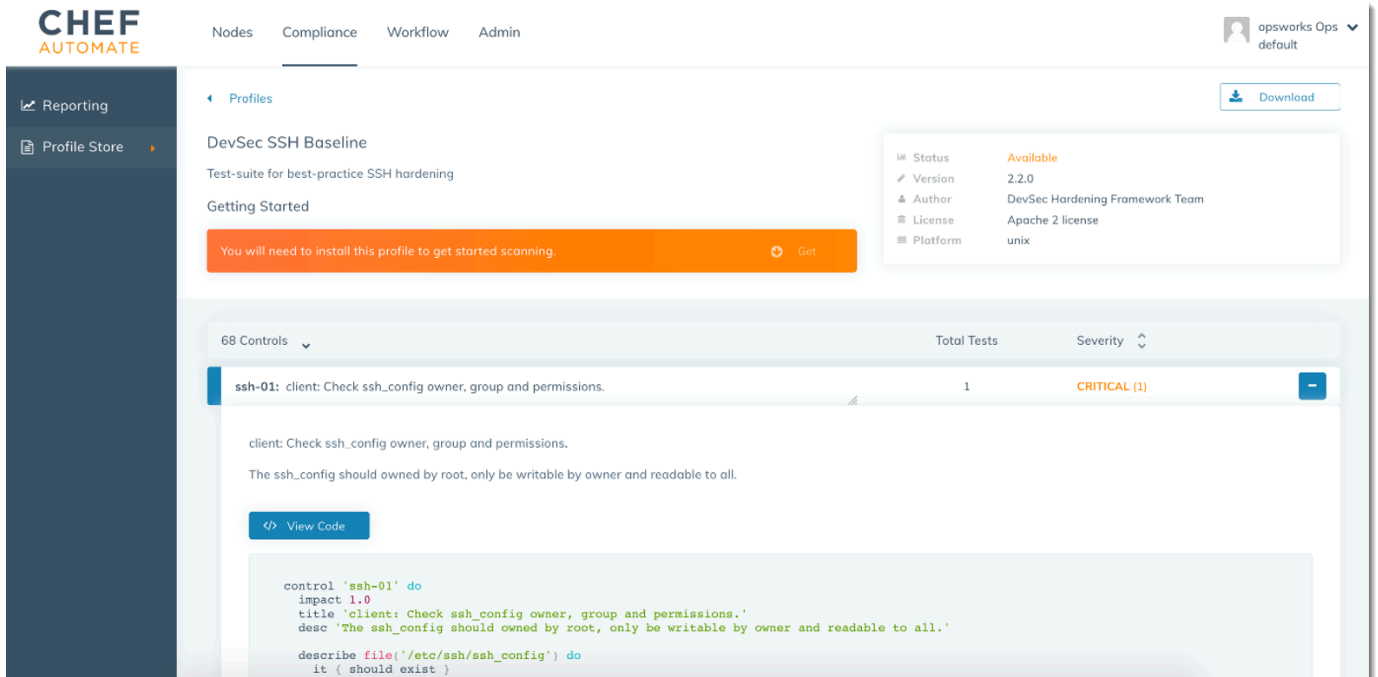 CHEF
AUTOMATE
Nodes Compliance Workflow Admin
opsworks Ops
default
Reporting
Profile Store
Profiles
Download
DevSec SSH Baseline
Test-suite for best-practice SSH hardening
Getting Started
You will need to install this profile to get started scanning. Get
Status Available
Version 2.2.0
Author DevSec Hardening Framework Team
License Apache 2 license
Platform unix
68 Controls Total Tests Severity
ssh-01: client: Check ssh_config owner, group and permissions. 1 CRITICAL (1)
client: Check ssh_config owner, group and permissions.
The ssh_config should owned by root, only be writable by owner and readable to all.
</> View Code
control 'ssh-01' do
impact 1.0
title 'client: Check ssh_config owner, group and permissions.'
desc 'The ssh_config should owned by root, only be writable by owner and readable to all.'
describe file('/etc/ssh/ssh_config') do
it { should exist }